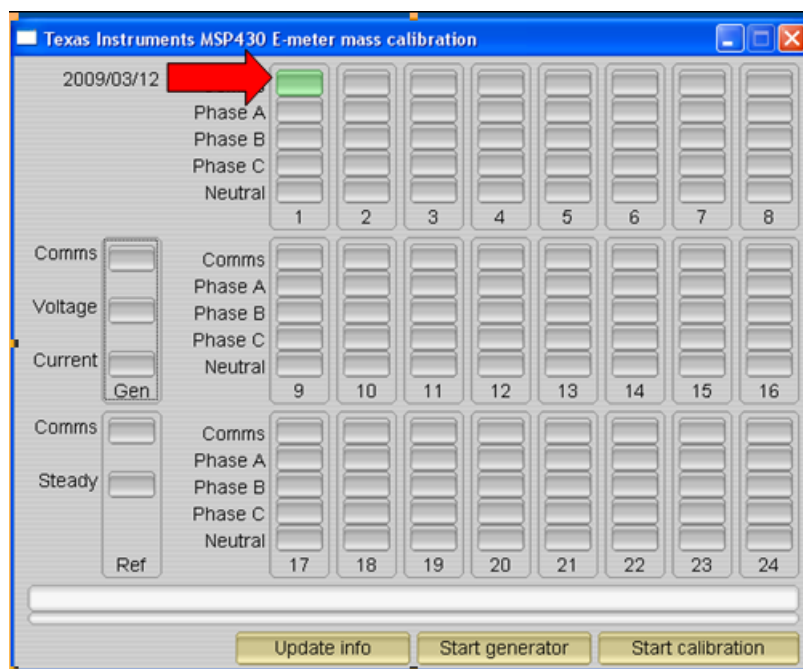 Texas Instruments MSP430 E-meter mass calibration
2009/03/12
Phase A
Phase B
Phase C
Neutral
1 2 3 4 5 6 7 8
Comms
Voltage
Current
Gen
Comms
Phase A
Phase B
Phase C
Neutral
9 10 11 12 13 14 15 16
Comms
Steady
Ref
Comms
Phase A
Phase B
Phase C
Neutral
17 18 19 20 21 22 23 24
Update info Start generator Start calibration